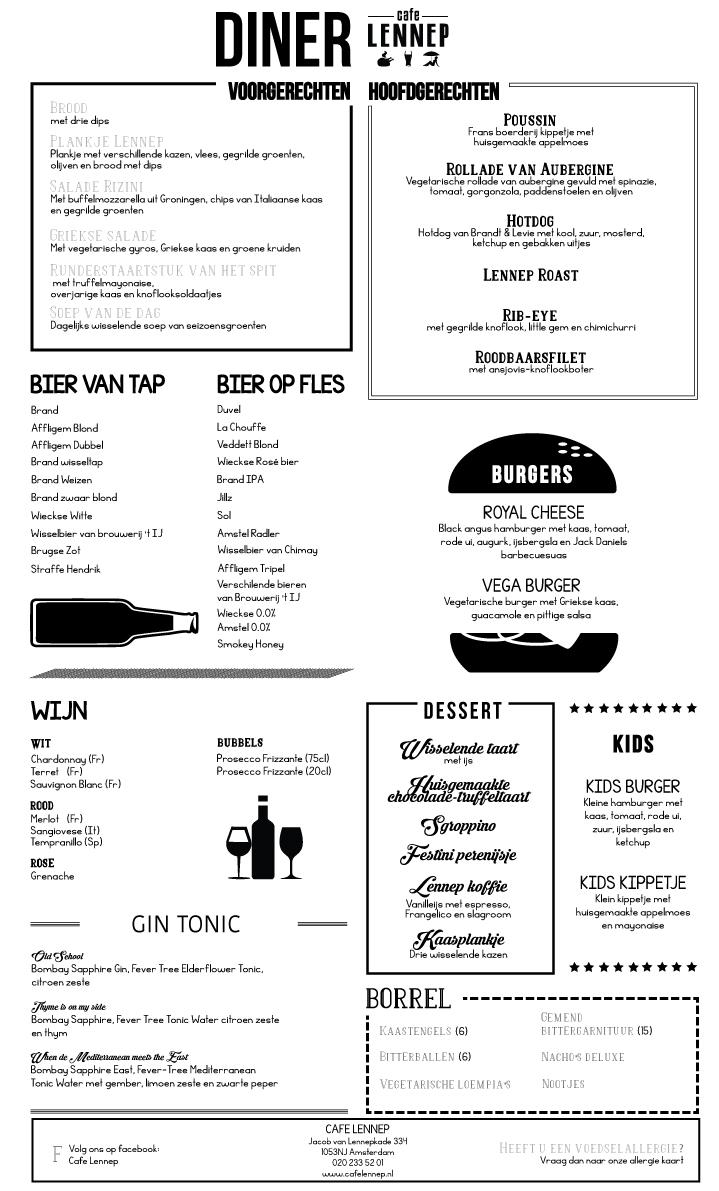 DINER
cafe
LENNEP
VOORGERECHTEN
Brood
met drie dips
Plankje Lennep
Plankje met verschillende kazen, vlees, gegrilde groenten,
olijven en brood met dips
Salade Rizini
Met buffelmozzarella uit Groningen, chips van Italiaanse kaas
en gegrilde groenten
Griekse salade
Met vegetarische gyros, Griekse kaas en groene kruiden
Runderstaartstuk van het spit
met truffelmayonaise,
overjarige kaas en knoflooksoldaatjes
Soep van de dag
Dagelijks wisselende soep van seizoensgroenten
HOOFDGERECHTEN
Poussin
Frans boerderij kippetje met
huisgemaakte appelmoes
Rollade van Aubergine
Vegetarische rollade van aubergine gevuld met spinazie,
tomaat, gorgonzola, paddenstoelen en olijven
Hotdog
Hotdog van Brandt & Levie met kool, zuur, mosterd,
ketchup en gebakken uitjes
Lennep Roast
Rib-eye
met gegrilde knoflook, little gem en chimichurri
Roodbaarsfilet
met ansjovis-knoflookboter
BIER VAN TAP
Brand
Affligem Blond
Affligem Dubbel
Brand wisseltap
Brand Weizen
Brand zwaar blond
Wieckse Witte
Wisselbier van brouwerij 't IJ
Brugse Zot
Straffe Hendrik
BIER OP FLES
Duvel
La Chouffe
Veddett Blond
Wieckse Rosé bier
Brand IPA
Jillz
Sol
Amstel Radler
Wisselbier van Chimay
Affligem Tripel
Verschilende bieren
van Brouwerij 't IJ
Wieckse 0.0%
Amstel 0.0%
Smokey Honey
BURGERS
ROYAL CHEESE
Black angus hamburger met kaas, tomaat,
rode ui, augurk, ijsbergsla en Jack Daniels
barbecuesuas
VEGA BURGER
Vegetarische burger met Griekse kaas,
guacamole en pittige salsa
WIJN
WIT
Chardonnay (Fr)
Terret (Fr)
Sauvignon Blanc (Fr)
ROOD
Merlot (Fr)
Sangiovese (It)
Tempranillo (Sp)
ROSE
Grenache
BUBBELS
Prosecco Frizzante (75cl)
Prosecco Frizzante (20cl)
GIN TONIC
Old School
Bombay Sapphire Gin, Fever Tree Elderflower Tonic,
citroen zeste
Thyme is on my side
Bombay Sapphire, Fever Tree Tonic Water citroen zeste
en thym
When de Mediterranean meets the East
Bombay Sapphire East, Fever-Tree Mediterranean
Tonic Water met gember, limoen zeste en zwarte peper
DESSERT
Wisselende taart
met ijs
Huisgemaakte
chocolade-truffeltaart
Sgroppino
Festini perenijsje
Lennep koffie
Vanilleijs met espresso,
Frangelico en slagroom
Kaasplankje
Drie wisselende kazen
KIDS
KIDS BURGER
Kleine hamburger met
kaas, tomaat, rode ui,
zuur, ijsbergsla en
ketchup
KIDS KIPPETJE
Klein kippetje met
huisgemaakte appelmoes
en mayonaise
BORREL
Kaastengels (6)
Bitterballen (6)
Vegetarische loempia's
Gemend
bittergarnituur (15)
Nacho's deluxe
Nootjes
F
Volg ons op facebook:
Cafe Lennep
CAFE LENNEP
Jacob van Lennepkade 334
1053NJ Amsterdam
020 233 52 01
www.cafelennep.nl
Heeft u een voedselallergie?
Vraag dan naar onze allergie kaart